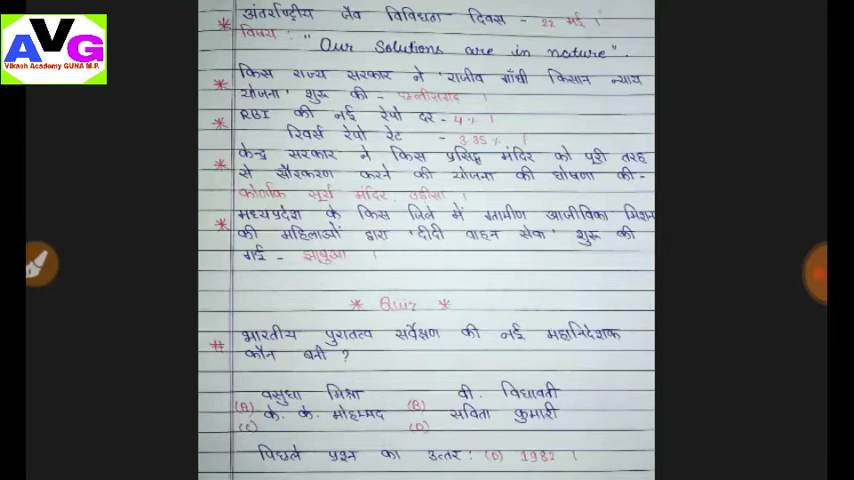 AVG
Vikash Academy GUNA M.P.
* अंतर्राष्ट्रीय जैव विविधता दिवस - 22 मई ।
विषय : "Our Solutions are in nature".
* किस राज्य सरकार ने 'राजीव गाँधी किसान न्याय
योजना' शुरू की - छत्तीसगढ़ ।
* RBI की नई रेपो दर - 4 % ।
रिवर्स रेपो रेट - 3.35 % ।
* केन्द्र सरकार ने किस प्रसिद्ध मंदिर को पूरी तरह
से सौरकरण करने की योजना की घोषणा की -
कोर्णाक सूर्य मंदिर, उड़ीसा ।
* मध्यप्रदेश के किस जिले में ग्रामीण आजीविका मिशन
की महिलाओं द्वारा 'दीदी वाहन सेवा' शुरू की
गई - झाबुआ ।
* Quiz *
# भारतीय पुरातत्व सर्वेक्षण की नई महानिदेशक
कौन बनी ?
(A) वसुधा मिश्रा (B) वी. विद्यावती
(C) के. के. मोहम्मद (D) सविता कुमारी
पिछले प्रश्न का उत्तर : (D) 1982 ।